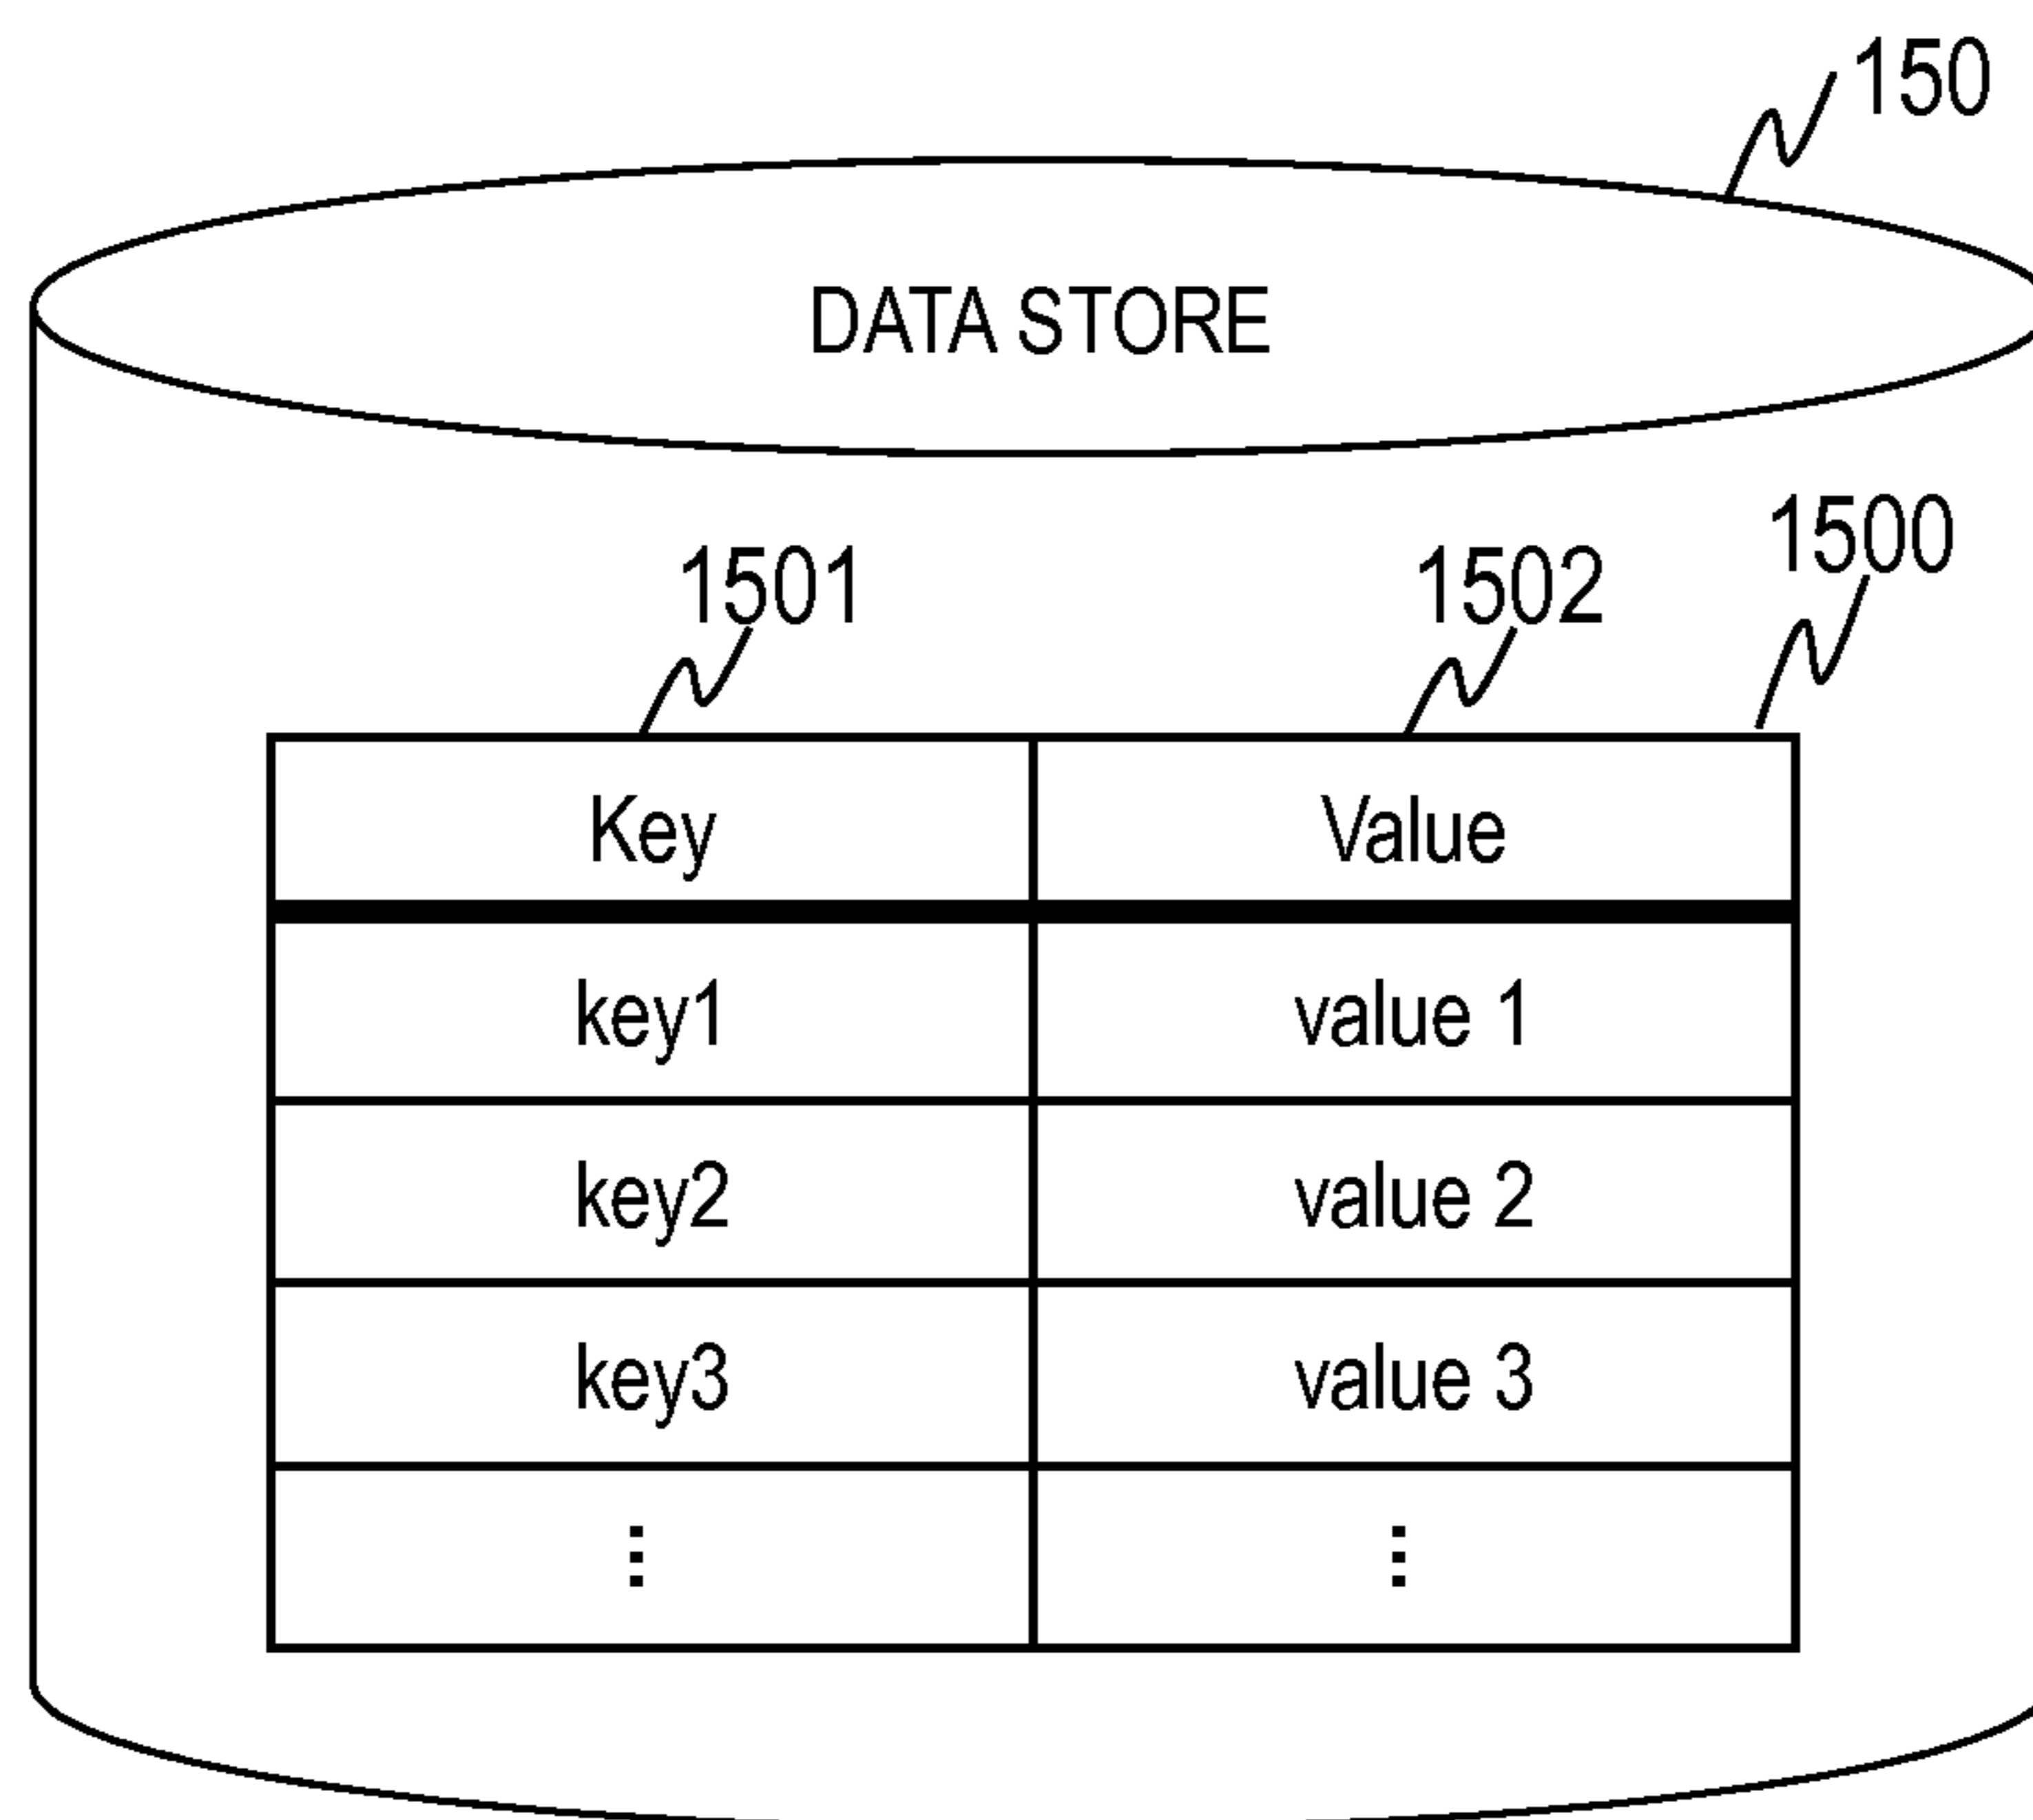 150
DATA STORE
1500
1501 1502
Key Value
key1 value 1
key2 value 2
key3 value 3
⋮ ⋮